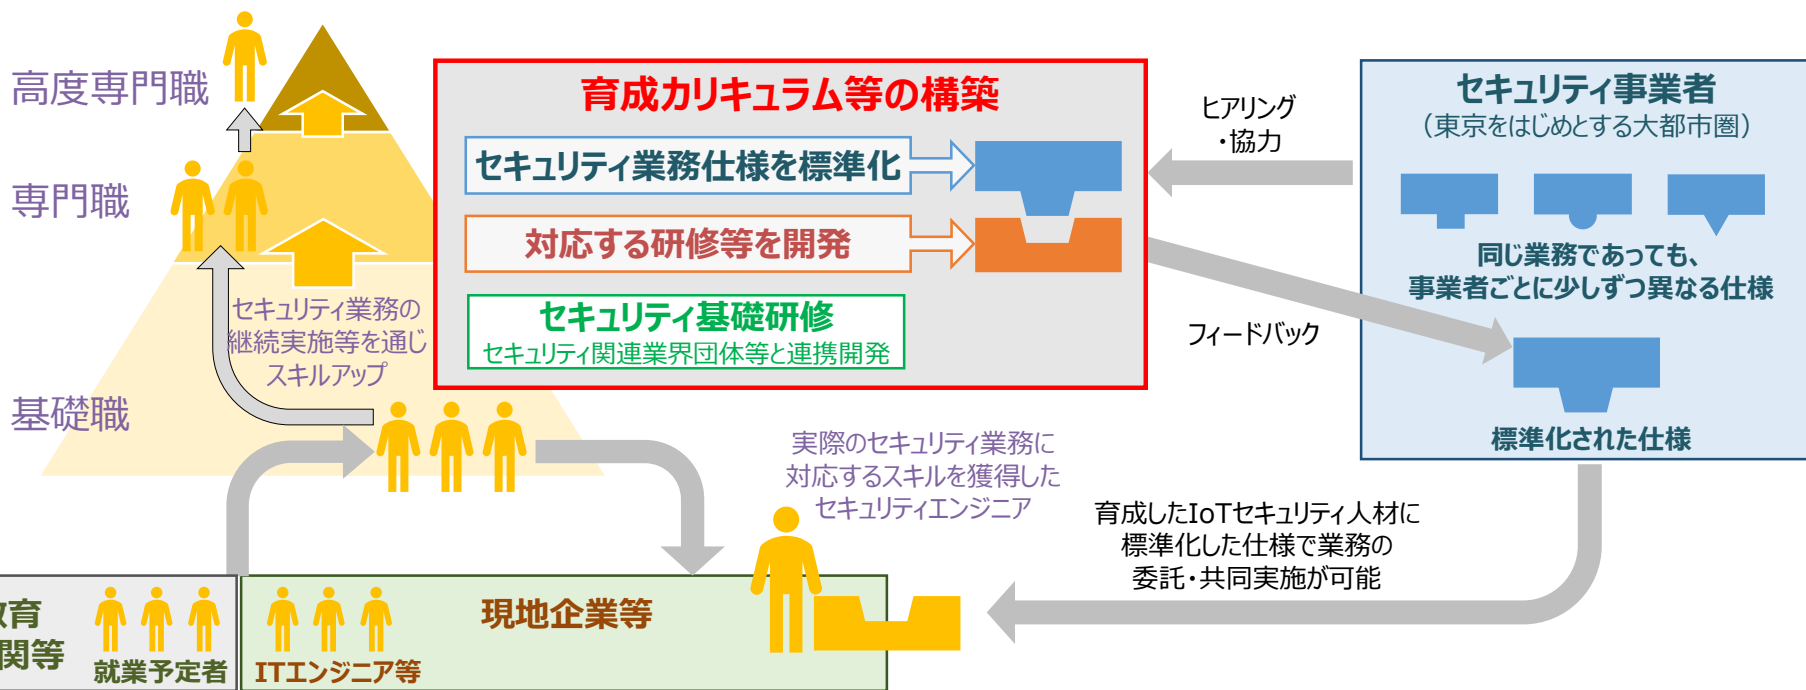 高度専門職
専門職
基礎職
セキュリティ業務の
継続実施等を通じ
スキルアップ
育成カリキュラム等の構築
セキュリティ業務仕様を標準化
対応する研修等を開発
セキュリティ基礎研修
セキュリティ関連業界団体等と連携開発
ヒアリング
・協力
フィードバック
セキュリティ事業者
（東京をはじめとする大都市圏）
同じ業務であっても、
事業者ごとに少しずつ異なる仕様
標準化された仕様
実際のセキュリティ業務に
対応するスキルを獲得した
セキュリティエンジニア
育成したIoTセキュリティ人材に
標準化した仕様で業務の
委託・共同実施が可能
育
関等
就業予定者
ITエンジニア等
現地企業等